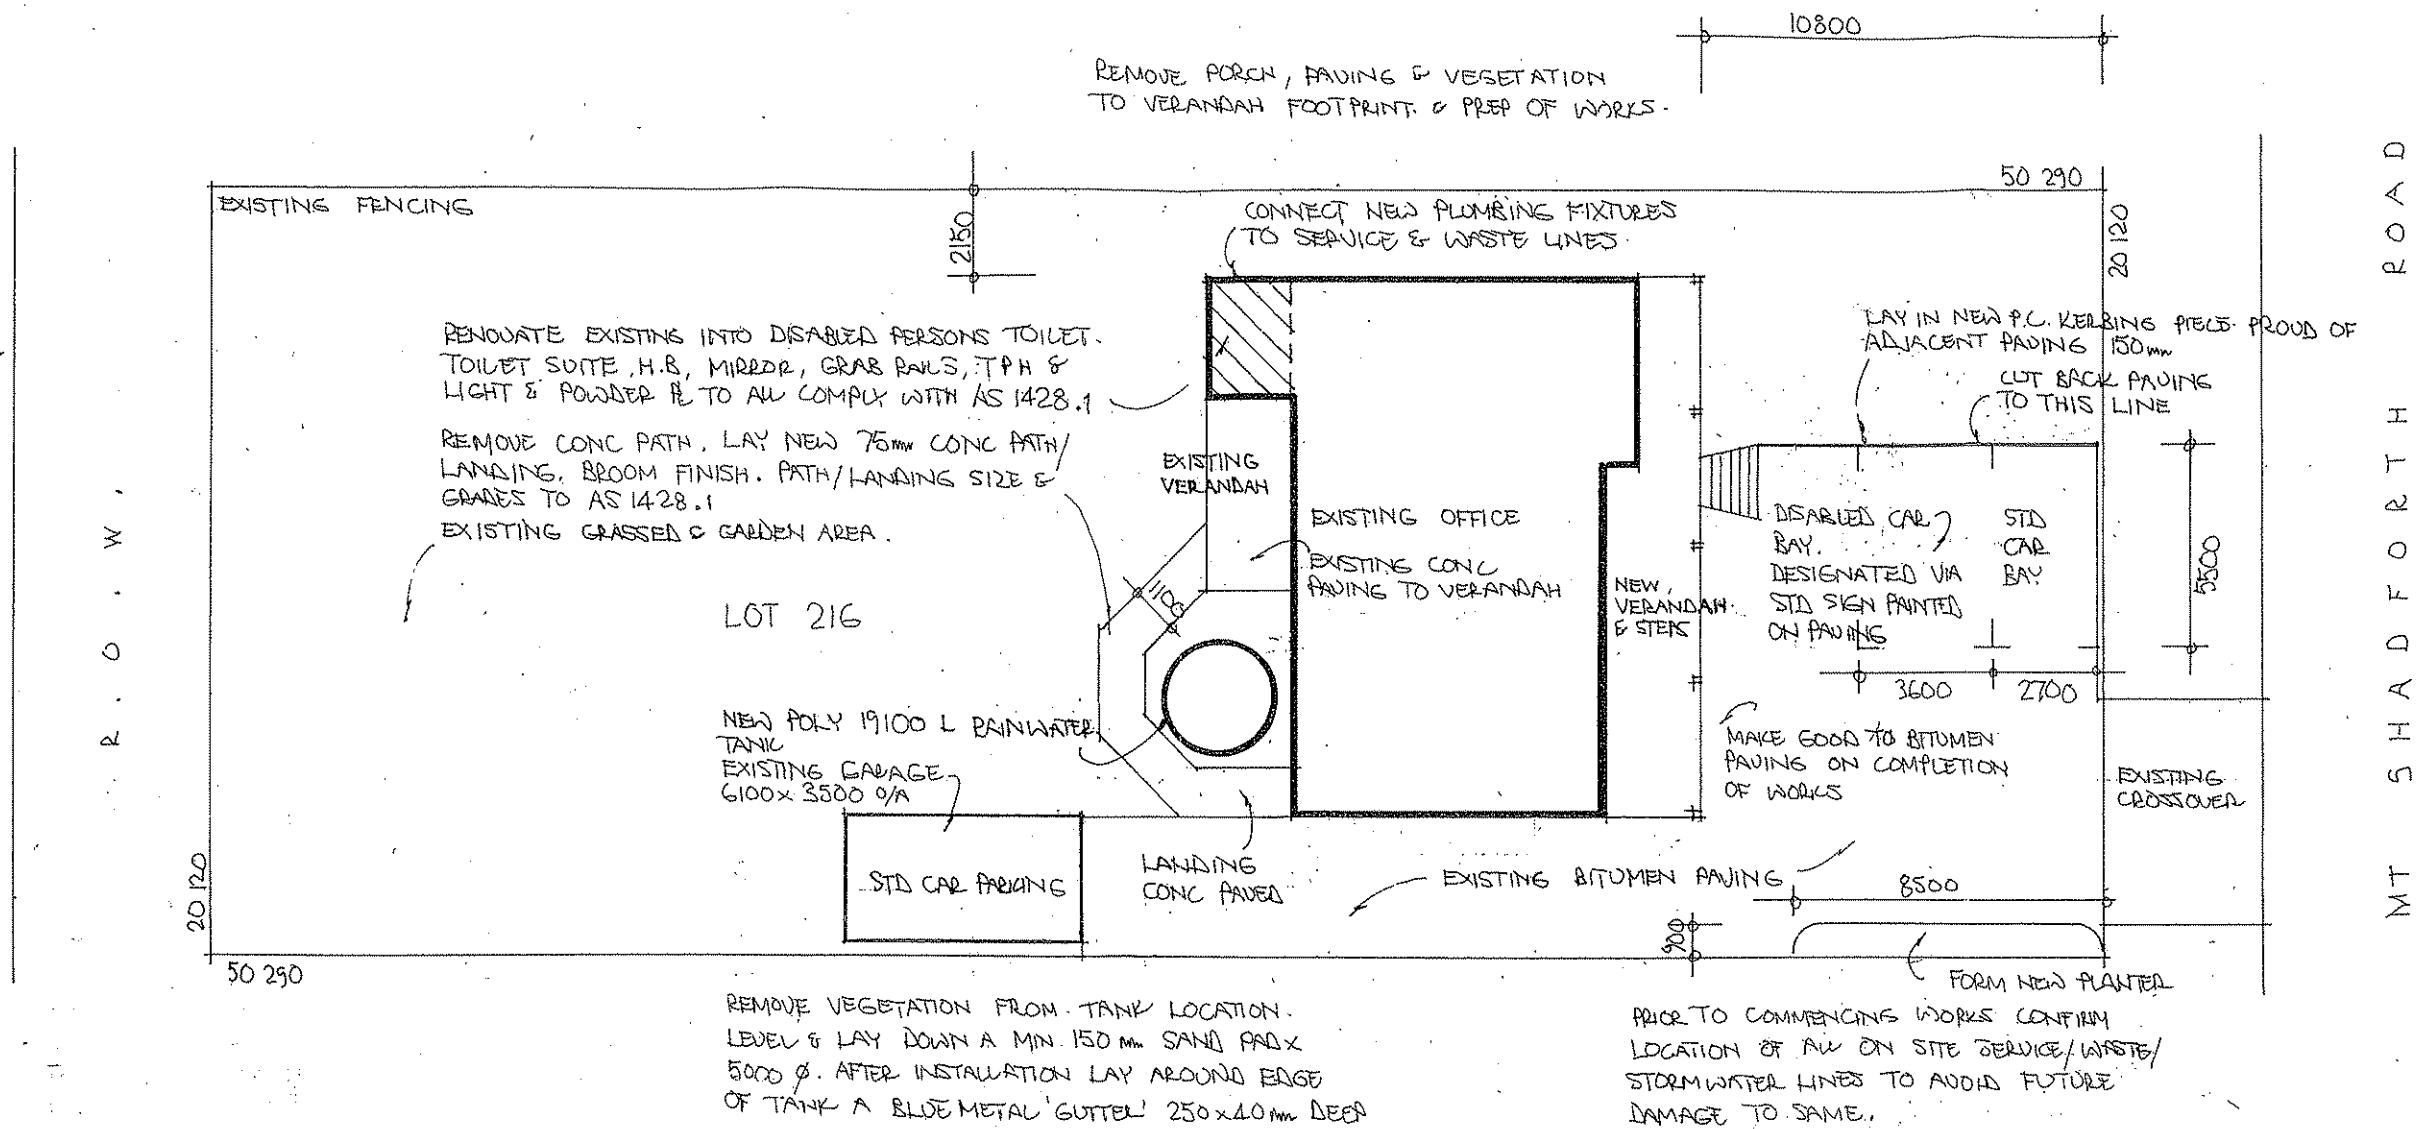 10800
REMOVE PORCH, PAVING & VEGETATION
TO VERANDAH FOOTPRINT. & PREP OF WORKS.
50 290
EXISTING FENCING
2150
CONNECT NEW PLUMBING FIXTURES
TO SERVICE & WASTE LINES.
20 120
MT SHADFORTH ROAD
R.O.W.
RENOVATE EXISTING INTO DISABLED PERSONS TOILET.
TOILET SUITE, H.B, MIRROR, GRAB RAILS, TPH &
LIGHT & POWDER TO ALL COMPLY WITH AS 1428.1
REMOVE CONC PATH. LAY NEW 75mm CONC PATH/
LANDING. BROOM FINISH. PATH/LANDING SIZE &
GRADES TO AS 1428.1
EXISTING GRASSED & GARDEN AREA.
LAY IN NEW P.C. KERBING PIECE PROUD OF
ADJACENT PAVING 150mm
CUT BACK PAVING
TO THIS LINE
EXISTING
VERANDAH
EXISTING OFFICE
EXISTING CONC
PAVING TO VERANDAH
NEW
VERANDAH
& STEPS
DISABLED CAR
BAY.
DESIGNATED VIA
STD SIGN PAINTED
ON PAVING
STD
CAR
BAY
5500
3600
2700
1100
LOT 216
NEW POLY 19100 L RAINWATER
TANK
EXISTING GARAGE
6100x 3500 O/A
MAKE GOOD TO BITUMEN
PAVING ON COMPLETION
OF WORKS
EXISTING
CROSSOVER
STD CAR PARKING
LANDING
CONC PAVED
EXISTING BITUMEN PAVING
8500
900
20 120
50 290
FORM NEW PLANTER
REMOVE VEGETATION FROM TANK LOCATION.
LEVEL & LAY DOWN A MIN. 150 mm SAND PAD X
5000 Ø. AFTER INSTALLATION LAY AROUND EDGE
OF TANK A BLUE METAL 'GUTTER' 250x40mm DEEP
PRIOR TO COMMENCING WORKS CONFIRM
LOCATION OF ALL ON SITE SERVICE/WASTE/
STORMWATER LINES TO AVOID FUTURE
DAMAGE TO SAME.